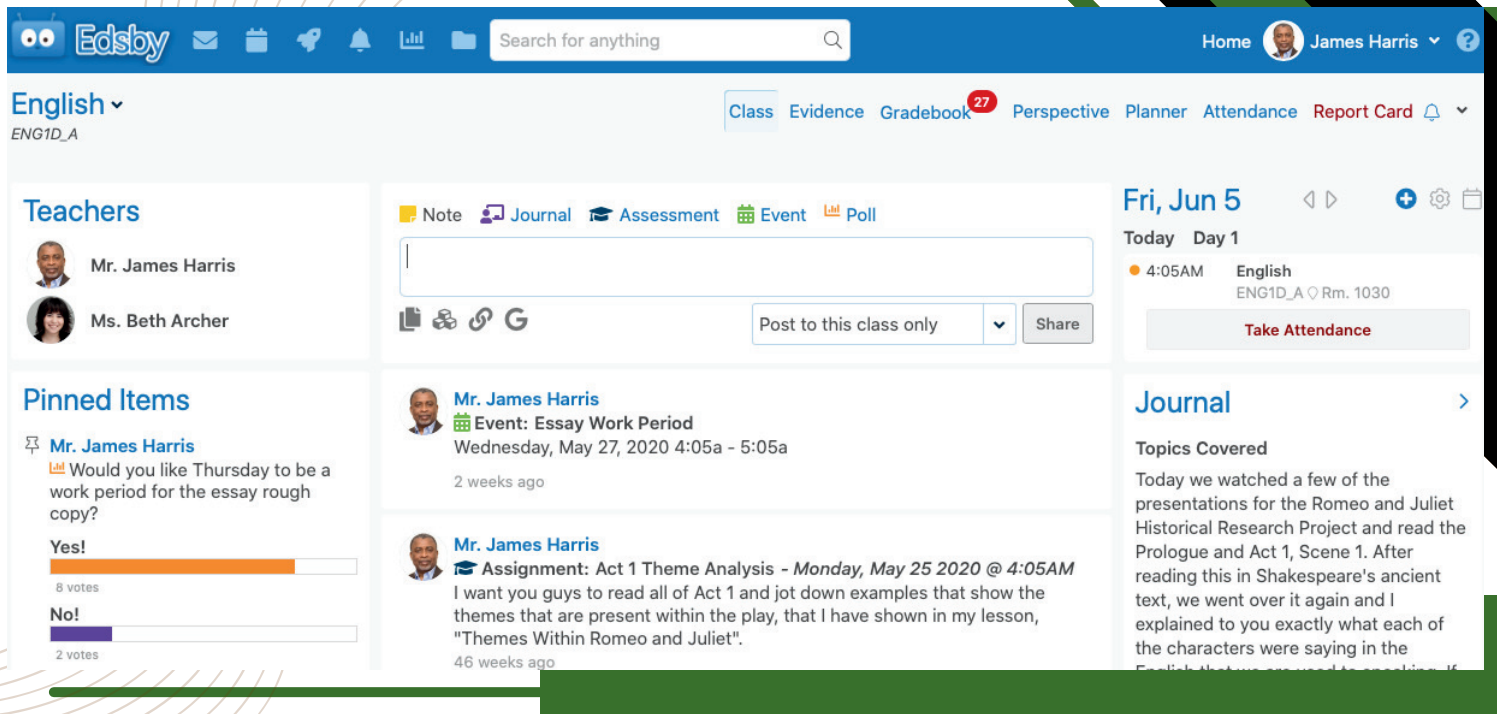 Edsby
Search for anything
Home
James Harris
English
ENG1D_A
Class
Evidence
Gradebook
27
Perspective
Planner
Attendance
Report Card
Teachers
Mr. James Harris
Ms. Beth Archer
Pinned Items
Mr. James Harris
Would you like Thursday to be a
work period for the essay rough
copy?
Yes!
8 votes
No!
2 votes
Note
Journal
Assessment
Event
Poll
Post to this class only
Share
Mr. James Harris
Event: Essay Work Period
Wednesday, May 27, 2020 4:05a - 5:05a
2 weeks ago
Mr. James Harris
Assignment: Act 1 Theme Analysis - Monday, May 25 2020 @ 4:05AM
I want you guys to read all of Act 1 and jot down examples that show the
themes that are present within the play, that I have shown in my lesson,
"Themes Within Romeo and Juliet".
46 weeks ago
Fri, Jun 5
Today Day 1
4:05AM English
ENG1D_A Rm. 1030
Take Attendance
Journal
Topics Covered
Today we watched a few of the
presentations for the Romeo and Juliet
Historical Research Project and read the
Prologue and Act 1, Scene 1. After
reading this in Shakespeare's ancient
text, we went over it again and I
explained to you exactly what each of
the characters were saying in the